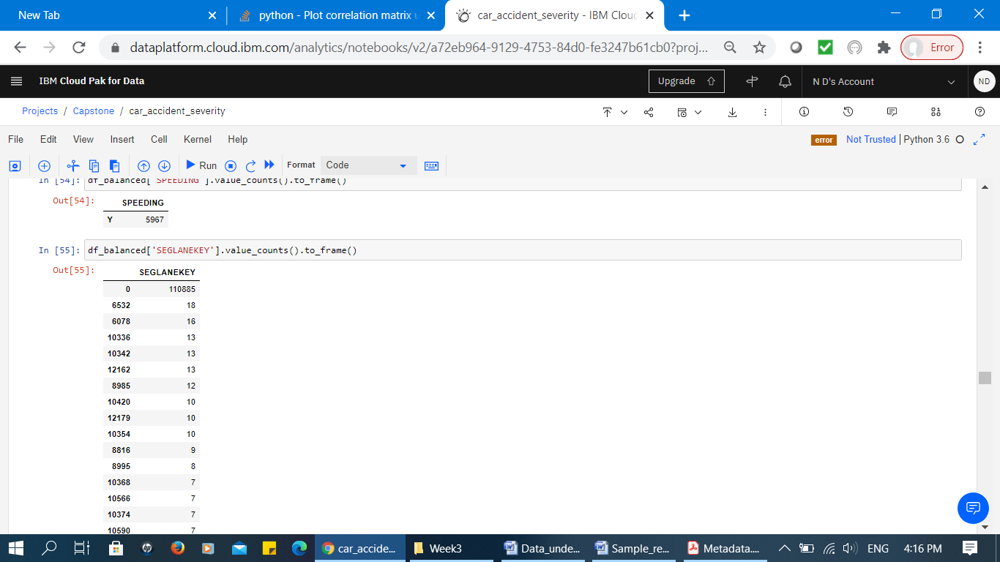 New Tab
python - Plot correlation matrix u
car_accident_severity - IBM Cloud
dataplatform.cloud.ibm.com/analytics/notebooks/v2/a72eb964-9129-4753-84d0-fe3247b61cb0?proj...
Error
IBM Cloud Pak for Data
Upgrade
N D's Account
ND
Projects / Capstone / car_accident_severity
File Edit View Insert Cell Kernel Help
error Not Trusted | Python 3.6
Run Format Code
In [54]: df_balanced['SPEEDING'].value_counts().to_frame()
Out[54]:
SPEEDING
Y 5967
In [55]: df_balanced['SEGLANEKEY'].value_counts().to_frame()
Out[55]:
SEGLANEKEY
0 110885
6532 18
6078 16
10336 13
10342 13
12162 13
8985 12
10420 10
12179 10
10354 10
8816 9
8995 8
10368 7
10566 7
10374 7
10590 7
car_accide... Week3 Data_unde... Sample_re... Metadata.... ENG 4:16 PM